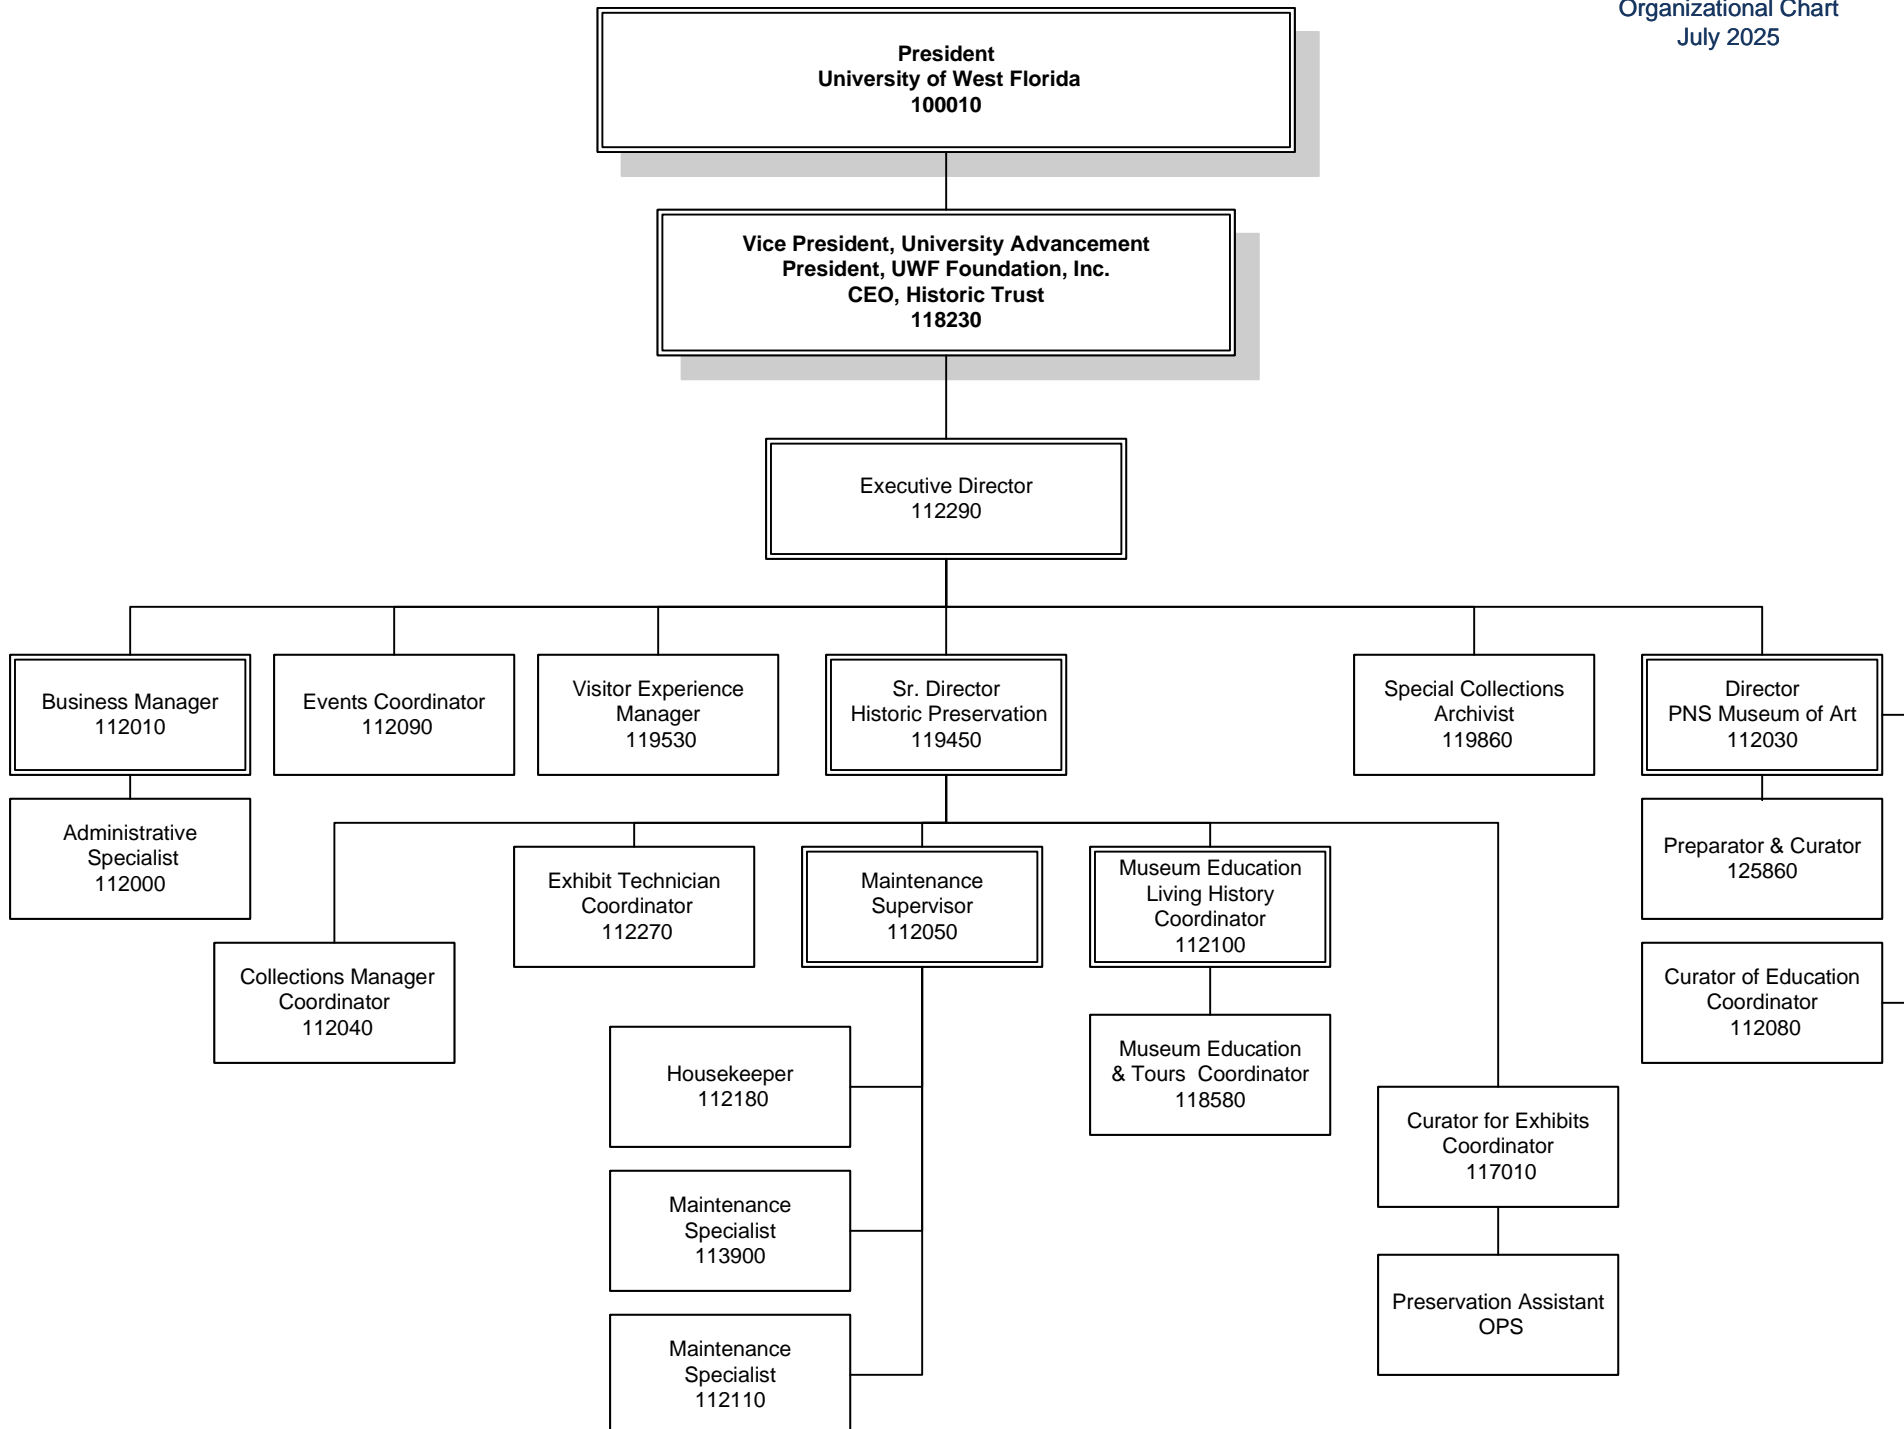 Organizational Chart
July 2025
President
University of West Florida
100010
Vice President, University Advancement
President, UWF Foundation, Inc.
CEO, Historic Trust
118230
Executive Director
112290
Business Manager
112010
Events Coordinator
112090
Visitor Experience
Manager
119530
Sr. Director
Historic Preservation
119450
Special Collections
Archivist
119860
Director
PNS Museum of Art
112030
Administrative
Specialist
112000
Exhibit Technician
Coordinator
112270
Maintenance
Supervisor
112050
Museum Education
Living History
Coordinator
112100
Preparator & Curator
125860
Collections Manager
Coordinator
112040
Curator of Education
Coordinator
112080
Housekeeper
112180
Museum Education
& Tours Coordinator
118580
Curator for Exhibits
Coordinator
117010
Maintenance
Specialist
113900
Preservation Assistant
OPS
Maintenance
Specialist
112110